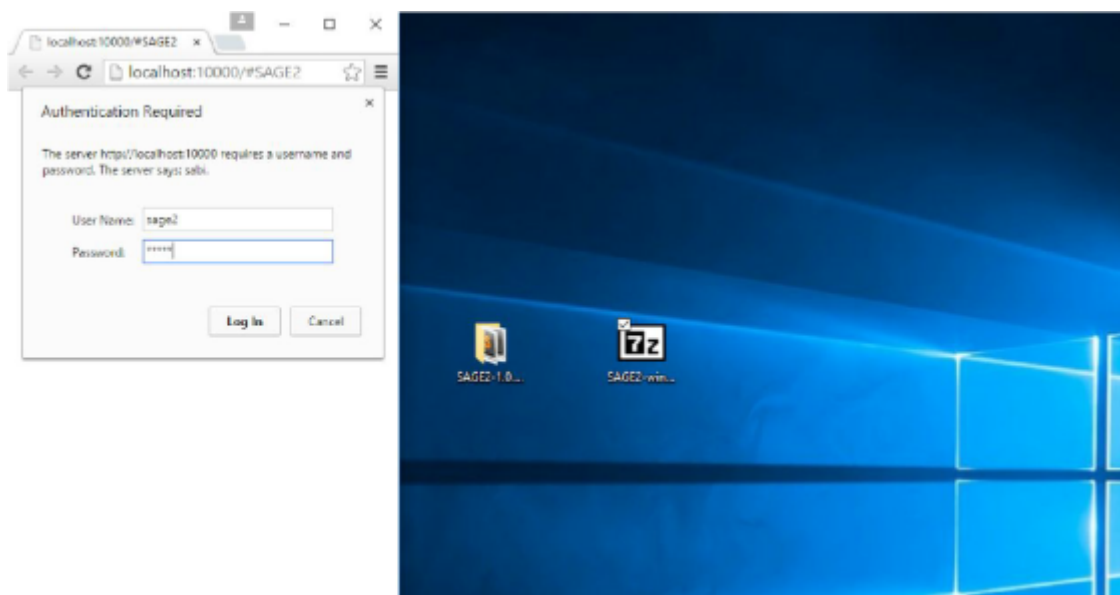 localhost:10000/#SAGE2
localhost:10000/#SAGE2
Authentication Required
The server http://localhost:10000 requires a username and
password. The server says: sabi.
User Name: sage2
Password: *****
Log In Cancel
SAGE2-1.0.... SAGE2-win...
7z